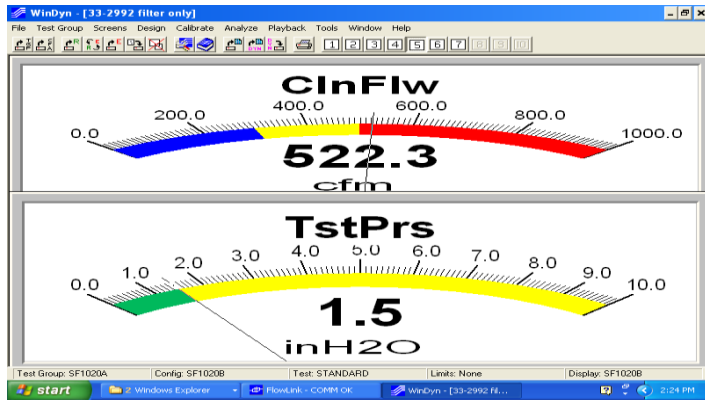 WinDyn - [33-2992 filter only]
File Test Group Screens Design Calibrate Analyze Playback Tools Window Help
1 2 3 4 5 6 7 8 9 10
ClnFlw
0.0 200.0 400.0 600.0 800.0 1000.0
522.3
cfm
TstPrs
0.0 1.0 2.0 3.0 4.0 5.0 6.0 7.0 8.0 9.0 10.0
1.5
inH2O
Test Group: SF1020A Config: SF1020B Test: STANDARD Limits: None Display: SF1020B
start 2 Windows Explorer FlowLink - COMM OK WinDyn - [33-2992 fil... 2:24 PM